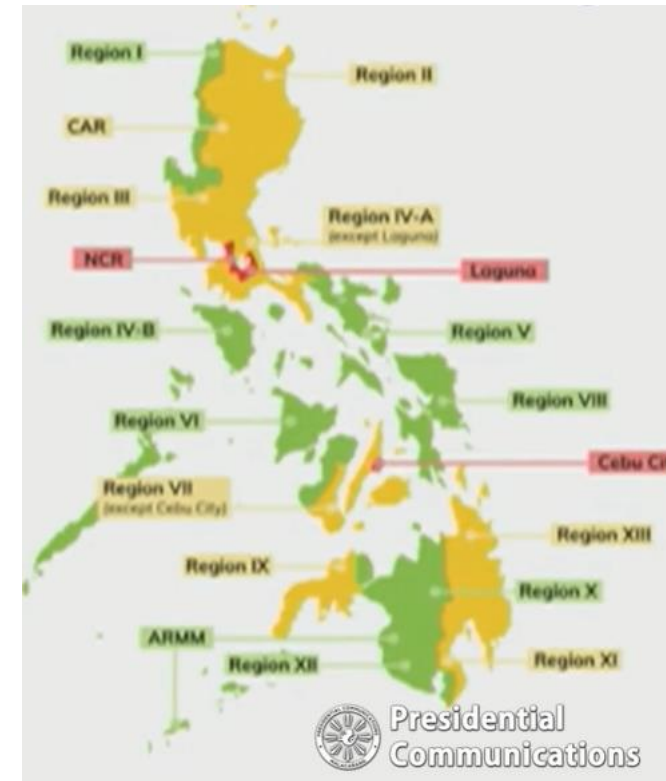 Region I
Region II
CAR
Region III
Region IV-A
(except Laguna)
NCR
Laguna
Region IV-B
Region V
Region VIII
Region VI
Cebu Ci
Region VII
(except Cebu City)
Region XIII
Region IX
Region X
ARMM
Region XII
Region XI
Presidential
Communications